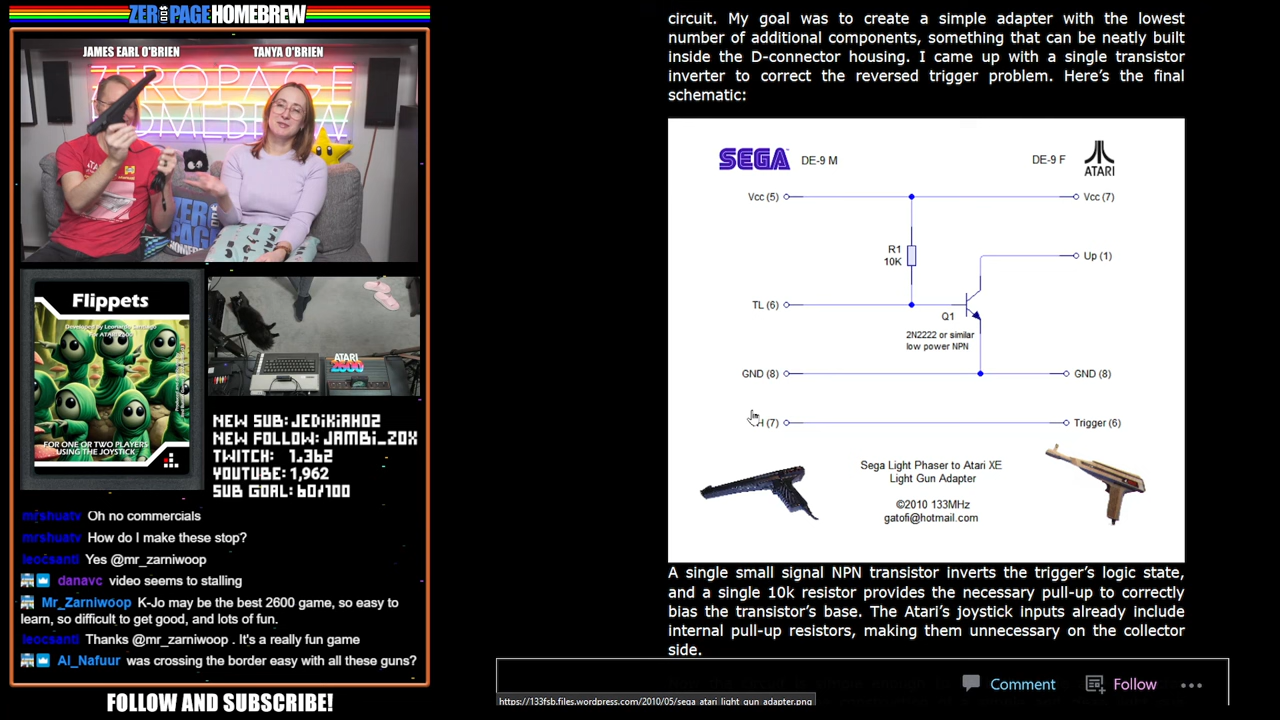 ZEROPAGE HOMEBREW
JAMES EARL O'BRIEN
TANYA O'BRIEN
ZEROPAGE
HOMEBREW
Flippets
FOR ONE OR TWO PLAYERS
USING THE JOYSTICK
ATARI
2600
NEW SUB: JEDIKIAH02
NEW FOLLOW: JAMBI_ZOX
TWITCH: 1,362
YOUTUBE: 1,962
SUB GOAL: 60/100
mrshuatv Oh no commercials
mrshuatv How do I make these stop?
leocsanti Yes @mr_zarniwoop
danavc video seems to stalling
Mr_Zarniwoop K-Jo may be the best 2600 game, so easy to
learn, so difficult to get good, and lots of fun.
leocsanti Thanks @mr_zarniwoop . It's a really fun game
Al_Nafuur was crossing the border easy with all these guns?
FOLLOW AND SUBSCRIBE!
circuit. My goal was to create a simple adapter with the lowest
number of additional components, something that can be neatly built
inside the D-connector housing. I came up with a single transistor
inverter to correct the reversed trigger problem. Here's the final
schematic:
SEGA DE-9 M
DE-9 F ATARI
Vcc (5)
Vcc (7)
R1
10K
Up (1)
TL (6)
Q1
2N2222 or similar
low power NPN
GND (8)
GND (8)
H (7)
Trigger (6)
Sega Light Phaser to Atari XE
Light Gun Adapter
©2010 133MHz
gatofi@hotmail.com
A single small signal NPN transistor inverts the trigger's logic state,
and a single 10k resistor provides the necessary pull-up to correctly
bias the transistor's base. The Atari's joystick inputs already include
internal pull-up resistors, making them unnecessary on the collector
side.
Comment
Follow
https://133fsb.files.wordpress.com/2010/05/sega_atari_light_gun_adapter.png